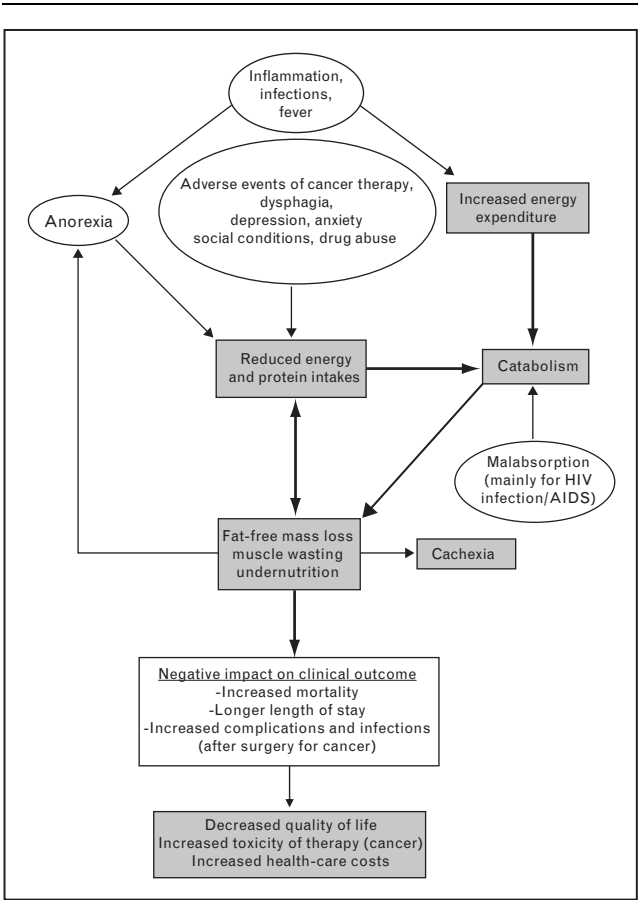 Inflammation,
infections,
fever
Adverse events of cancer therapy,
dysphagia,
depression, anxiety
social conditions, drug abuse
Anorexia
Increased energy
expenditure
Reduced energy
and protein intakes
Catabolism
Malabsorption
(mainly for HIV
infection/AIDS)
Fat-free mass loss
muscle wasting
undernutrition
Cachexia
Negative impact on clinical outcome
-Increased mortality
-Longer length of stay
-Increased complications and infections
(after surgery for cancer)
Decreased quality of life
Increased toxicity of therapy (cancer)
Increased health-care costs